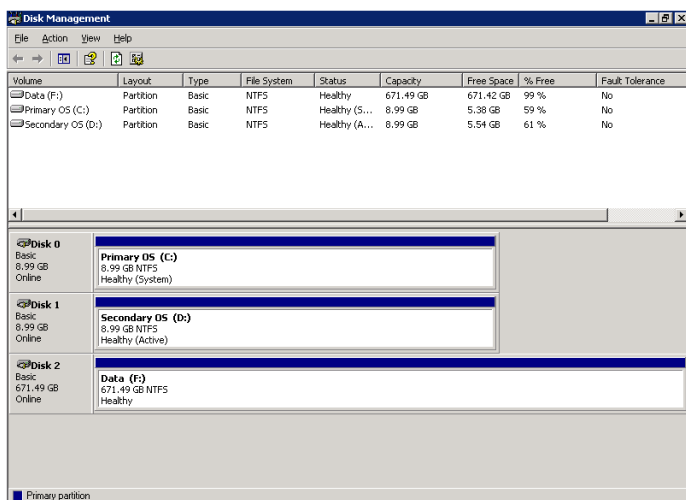 Disk Management
File Action View Help
Volume Layout Type File System Status Capacity Free Space % Free Fault Tolerance
Data (F:) Partition Basic NTFS Healthy 671.49 GB 671.42 GB 99 % No
Primary OS (C:) Partition Basic NTFS Healthy (S... 8.99 GB 5.38 GB 59 % No
Secondary OS (D:) Partition Basic NTFS Healthy (A... 8.99 GB 5.54 GB 61 % No
Disk 0
Basic
8.99 GB
Online
Primary OS (C:)
8.99 GB NTFS
Healthy (System)
Disk 1
Basic
8.99 GB
Online
Secondary OS (D:)
8.99 GB NTFS
Healthy (Active)
Disk 2
Basic
671.49 GB
Online
Data (F:)
671.49 GB NTFS
Healthy
Primary partition